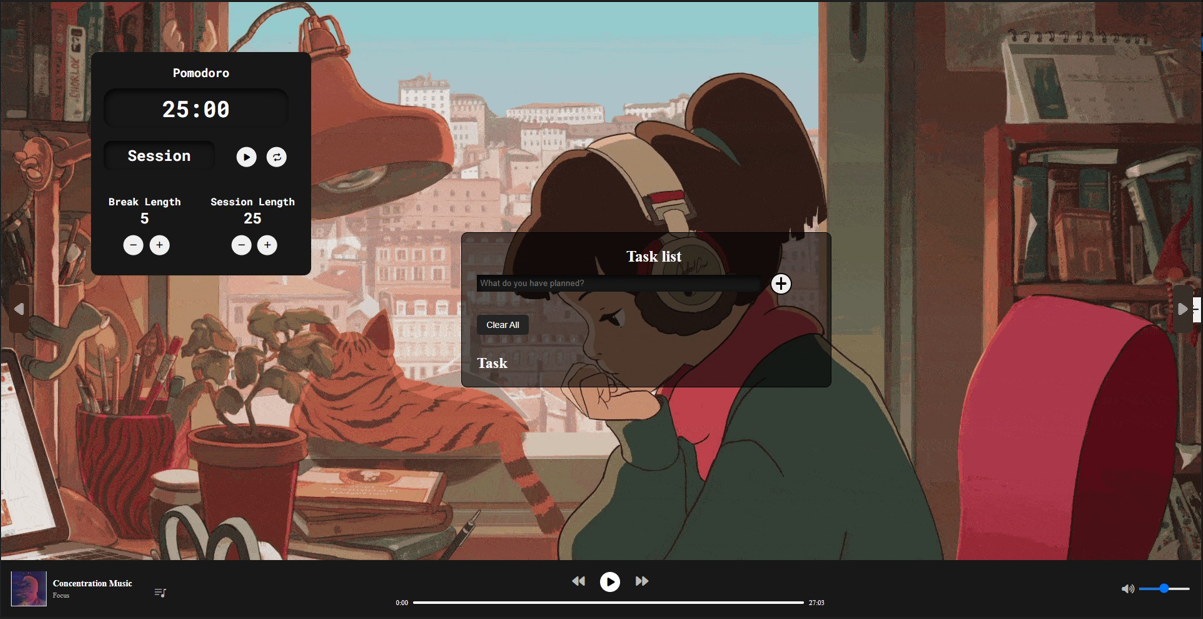 Pomodoro
25:00
Session
Break Length
Session Length
5
25
Task list
What do you have planned?
Clear All
Task
Concentration Music
Focus
0:00
27:03